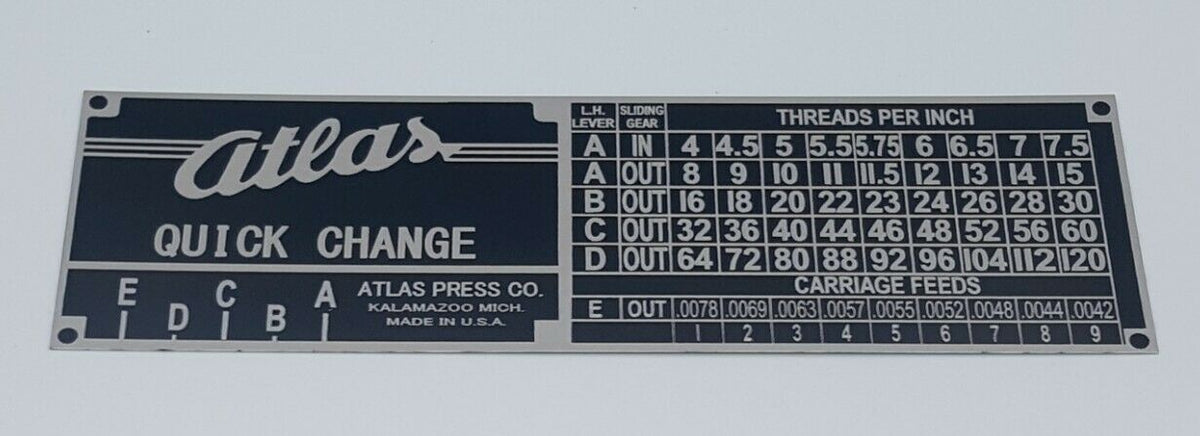 Atlas
QUICK CHANGE
E D C B A
ATLAS PRESS CO.
KALAMAZOO MICH.
MADE IN U.S.A.
L.H. LEVER SLIDING GEAR THREADS PER INCH
A IN 4 4.5 5 5.5 5.75 6 6.5 7 7.5
A OUT 8 9 10 11 11.5 12 13 14 15
B OUT 16 18 20 22 23 24 26 28 30
C OUT 32 36 40 44 46 48 52 56 60
D OUT 64 72 80 88 92 96 104 112 120
CARRIAGE FEEDS
E OUT .0078 .0069 .0063 .0057 .0055 .0052 .0048 .0044 .0042
1 2 3 4 5 6 7 8 9